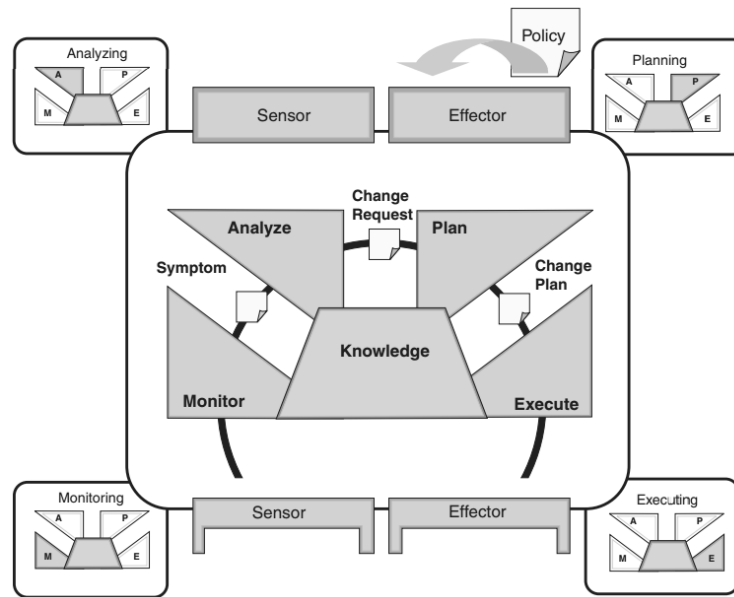 Policy
Analyzing
A
P
M
E
Planning
A
P
M
E
Sensor
Effector
Change
Request
Analyze
Plan
Symptom
Change
Plan
Knowledge
Monitor
Execute
Monitoring
A
P
M
E
Sensor
Effector
Executing
A
P
M
E